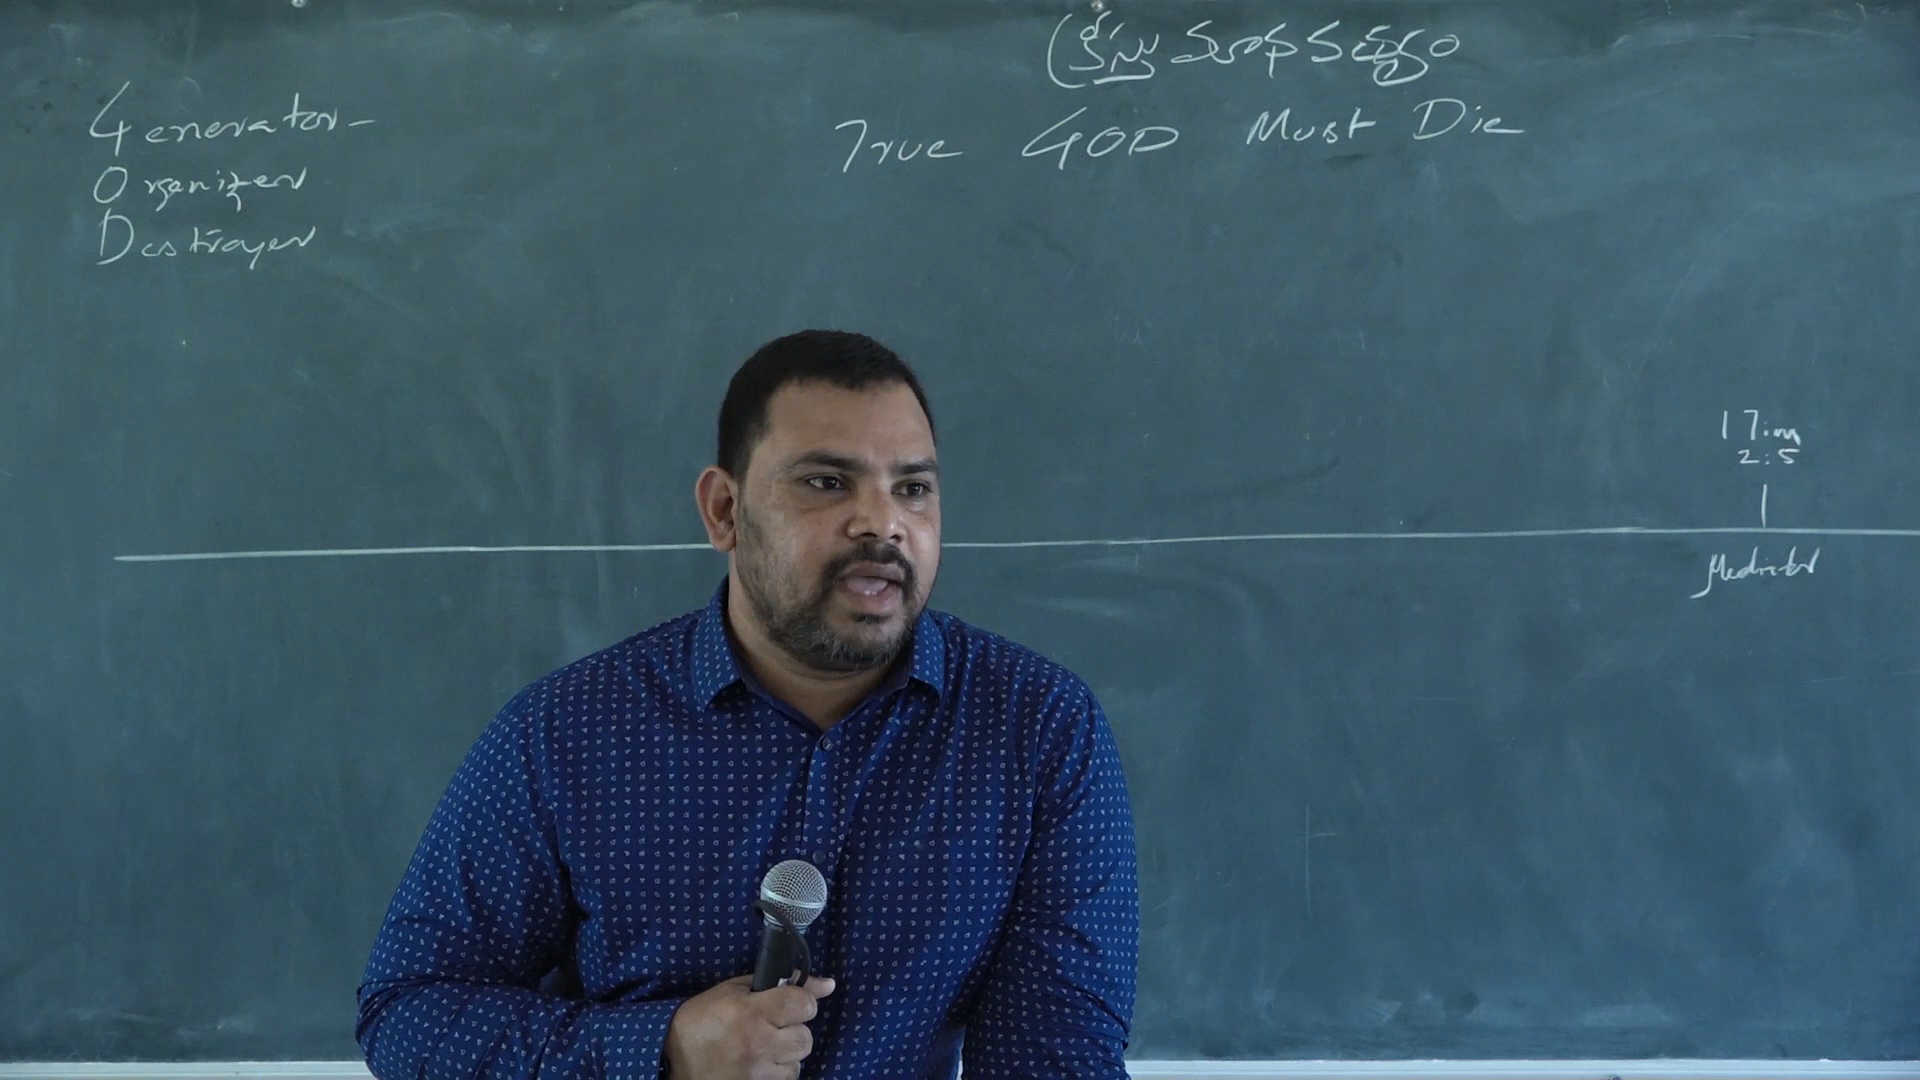 క్రీస్తు మానవత్వం
True GOD Must Die
Generator-
Organizer
Destroyer
1 Tim
2:5
Mediator